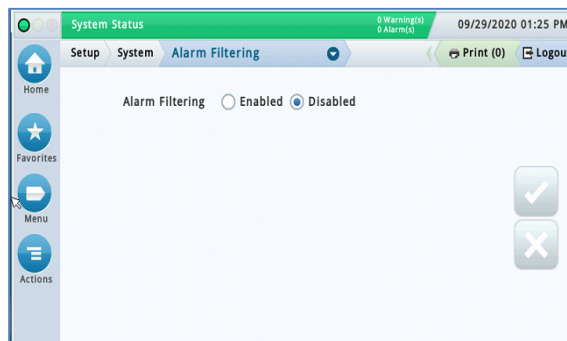 System Status
0 Warning(s)
0 Alarm(s)
09/29/2020 01:25 PM
Setup System Alarm Filtering
Print (0) Logout
Home
Alarm Filtering Enabled Disabled
Favorites
Menu
Actions